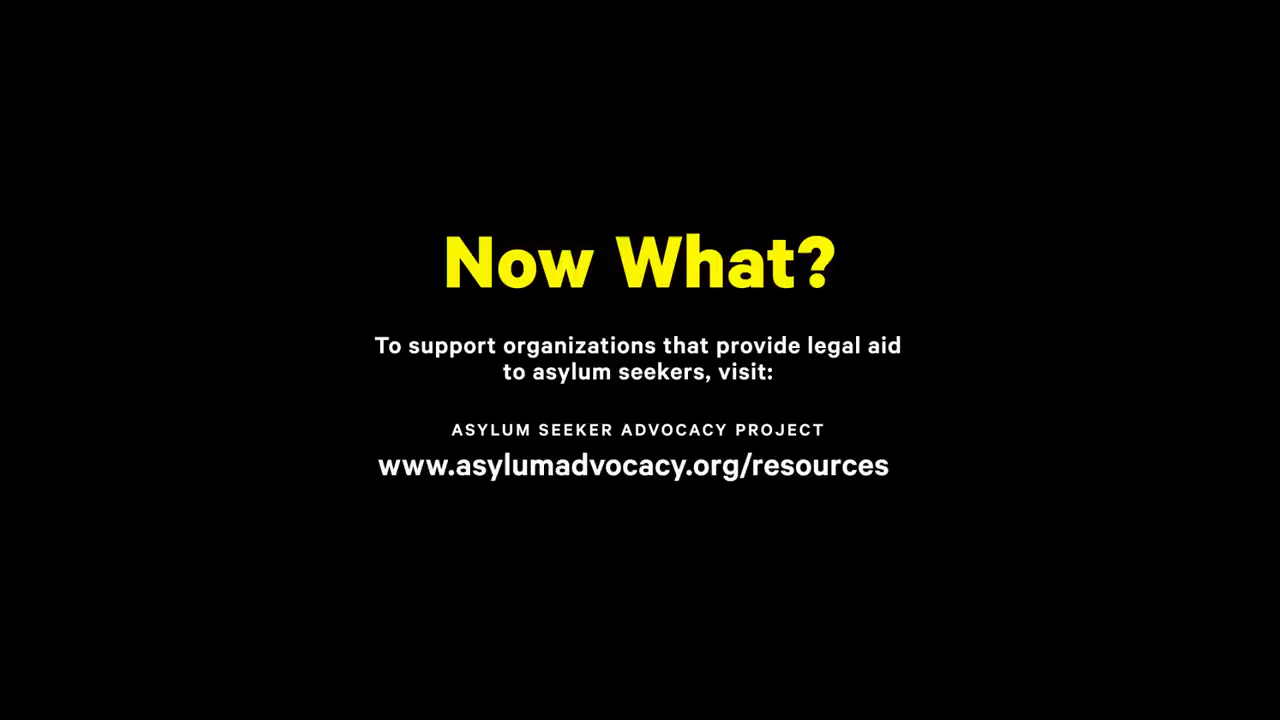 Now What?
To support organizations that provide legal aid
to asylum seekers, visit:
ASYLUM SEEKER ADVOCACY PROJECT
www.asylumadvocacy.org/resources